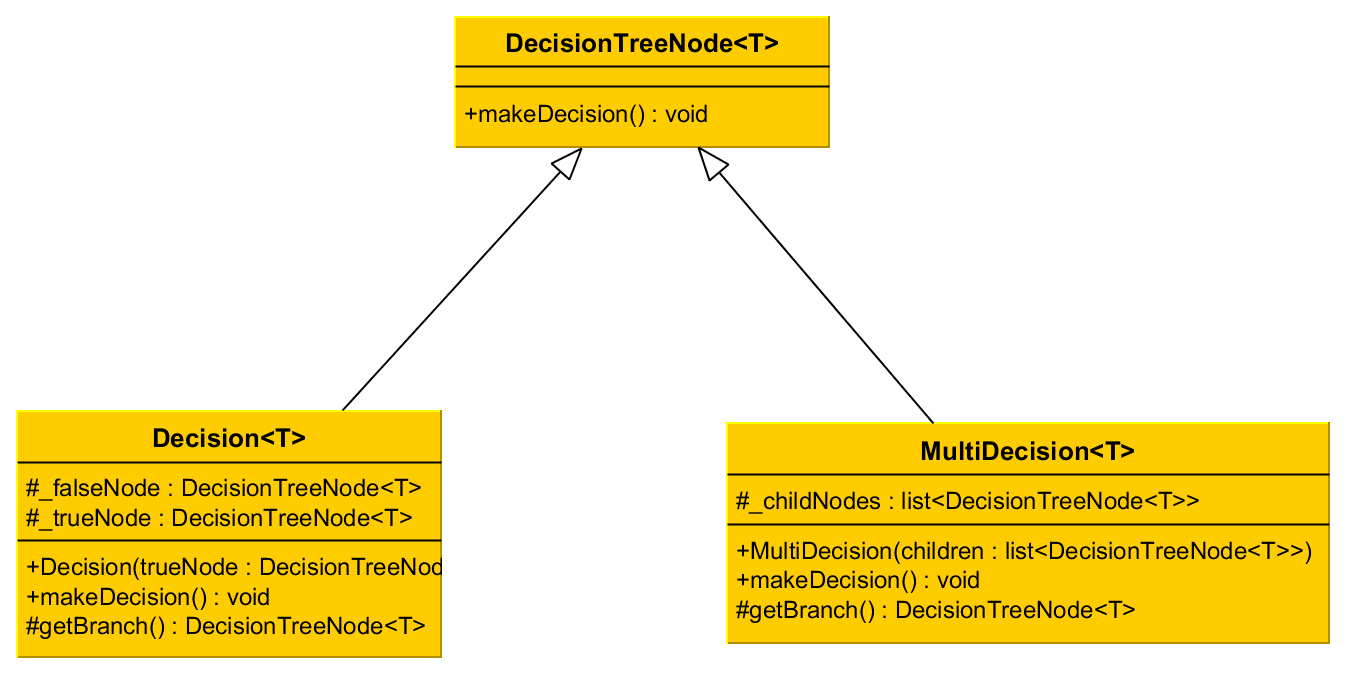 DecisionTreeNode<T>
+makeDecision() : void
Decision<T>
#_falseNode : DecisionTreeNode<T>
#_trueNode : DecisionTreeNode<T>
+Decision(trueNode : DecisionTreeNod
+makeDecision() : void
#getBranch() : DecisionTreeNode<T>
MultiDecision<T>
#_childNodes : list<DecisionTreeNode<T>>
+MultiDecision(children : list<DecisionTreeNode<T>>)
+makeDecision() : void
#getBranch() : DecisionTreeNode<T>